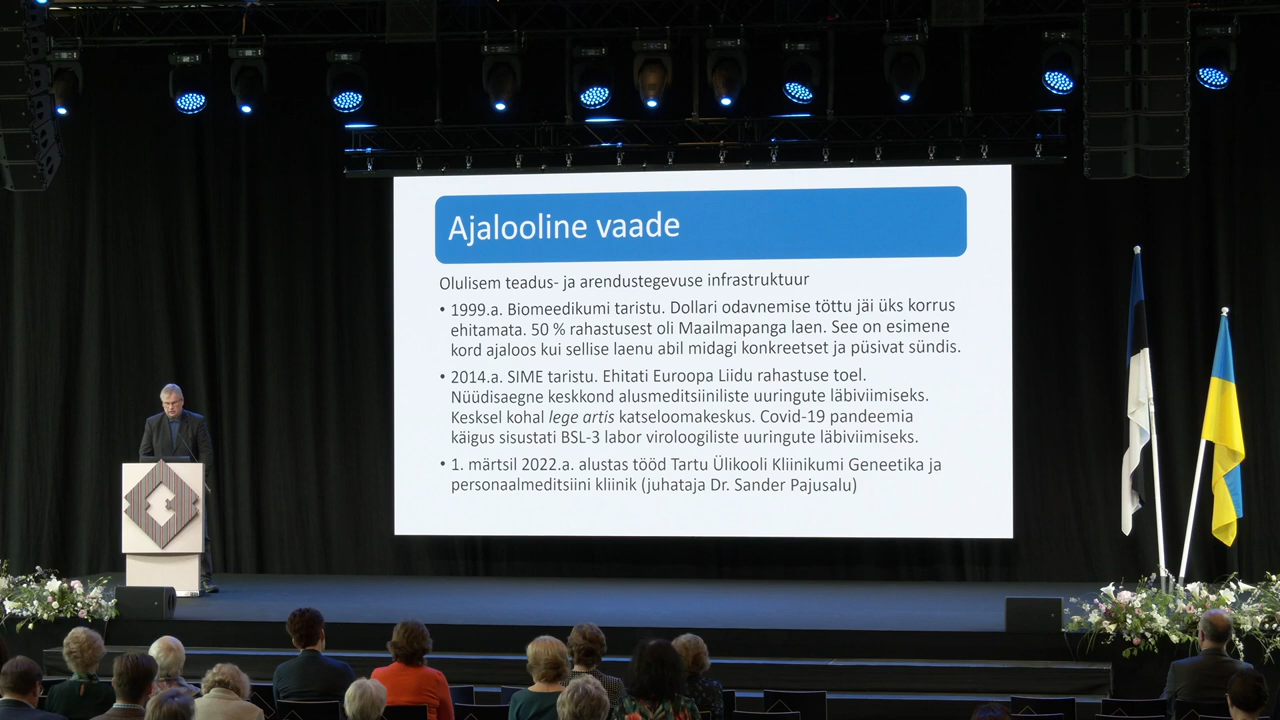 Ajalooline vaade
Olulisem teadus- ja arendustegevuse infrastruktuur
• 1999.a. Biomeedikumi taristu. Dollari odavnemise tõttu jäi üks korrus
ehitamata. 50 % rahastusest oli Maailmapanga laen. See on esimene
kord ajaloos kui sellise laenu abil midagi konkreetset ja püsivat sündis.
• 2014.a. SIME taristu. Ehitati Euroopa Liidu rahastuse toel.
Nüüdisaegne keskkond alusmeditsiiniliste uuringute läbiviimiseks.
Kesksel kohal lege artis katseloomakeskus. Covid-19 pandeemia
käigus sisustati BSL-3 labor viroloogiliste uuringute läbiviimiseks.
• 1. märtsil 2022.a. alustas tööd Tartu Ülikooli Kliinikumi Geneetika ja
personaalmeditsiini kliinik (juhataja Dr. Sander Pajusalu)